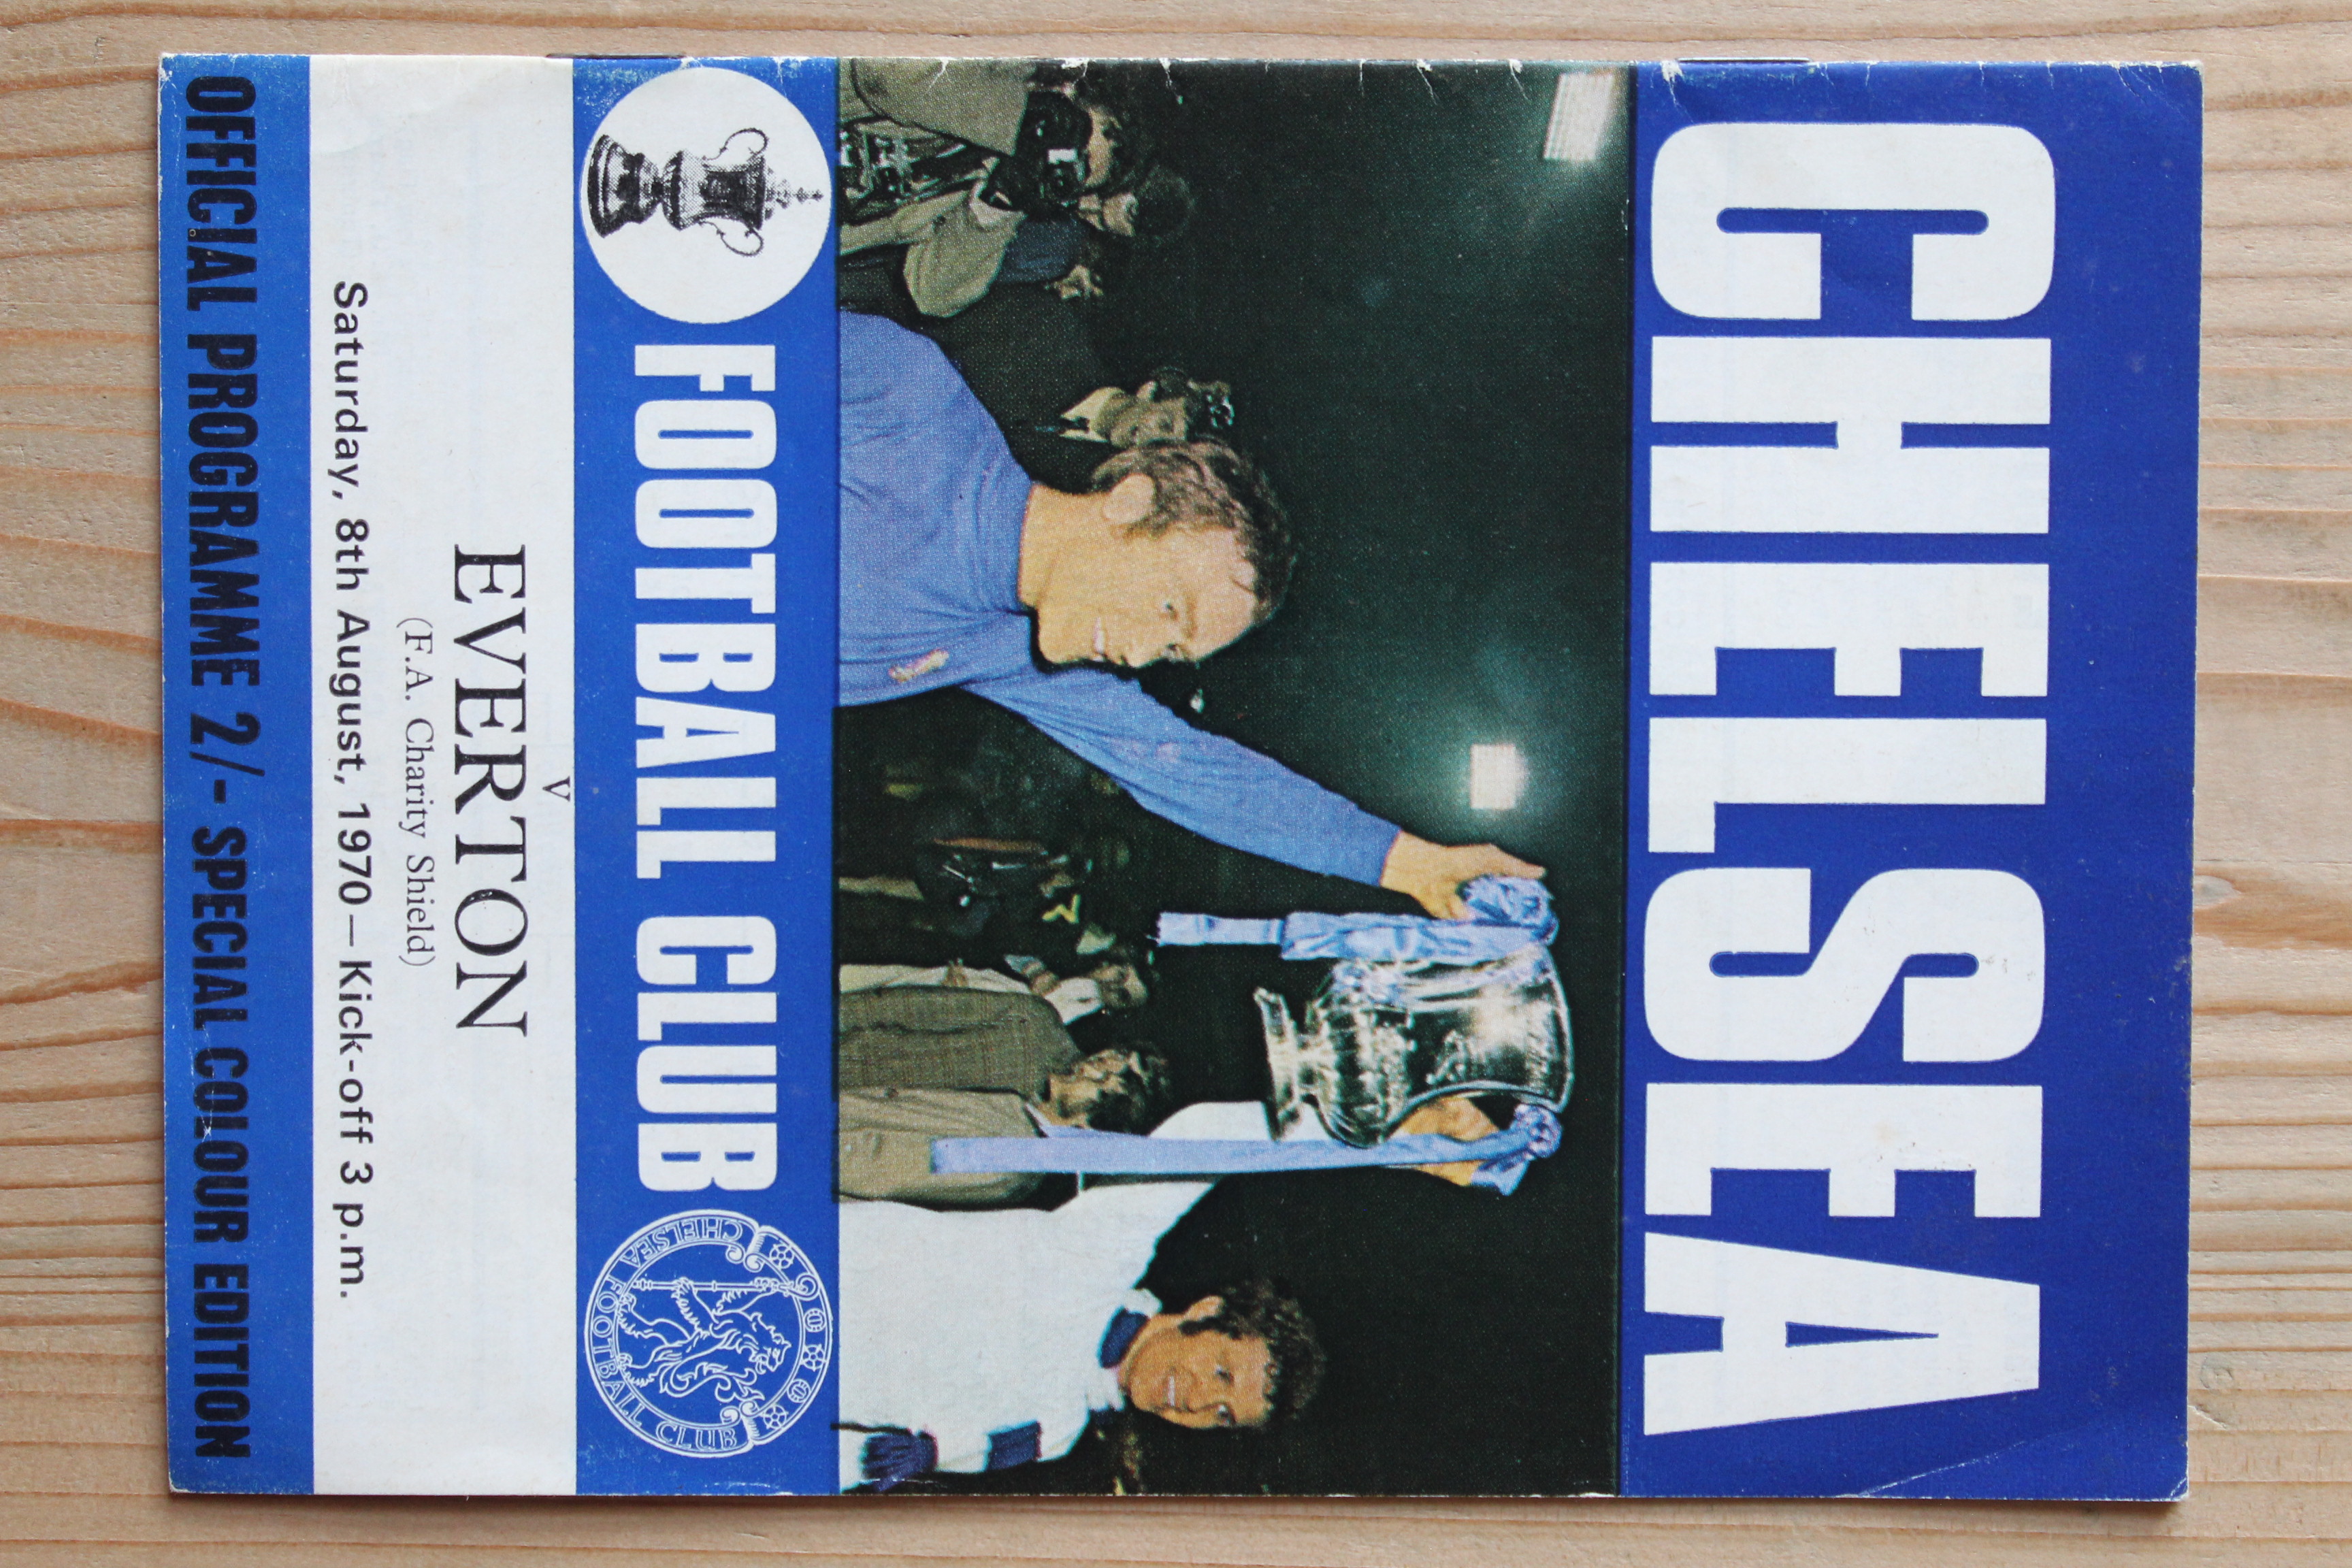 CHELSEA
FOOTBALL CLUB
CHELSEA FOOTBALL CLUB
v
EVERTON
(F.A. Charity Shield)
Saturday, 8th August, 1970—Kick-off 3 p.m.
OFFICIAL PROGRAMME 2/- SPECIAL COLOUR EDITION